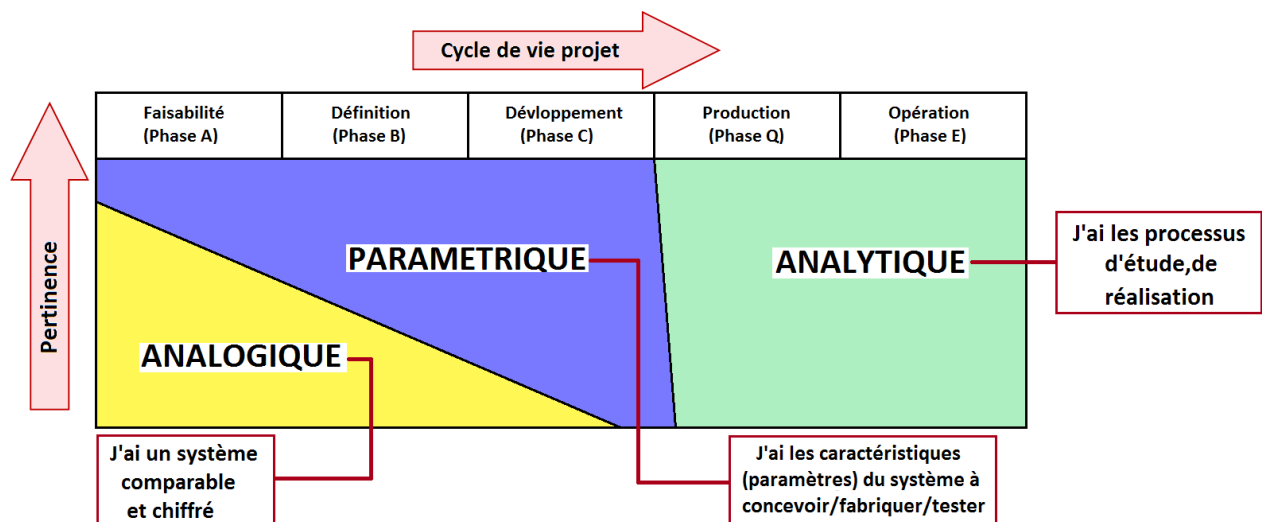 Cycle de vie projet
Pertinence
Faisabilité
(Phase A)
Définition
(Phase B)
Dévloppement
(Phase C)
Production
(Phase Q)
Opération
(Phase E)
PARAMETRIQUE
ANALYTIQUE
ANALOGIQUE
J'ai les processus
d'étude,de
réalisation
J'ai un système
comparable
et chiffré
J'ai les caractéristiques
(paramètres) du système à
concevoir/fabriquer/tester